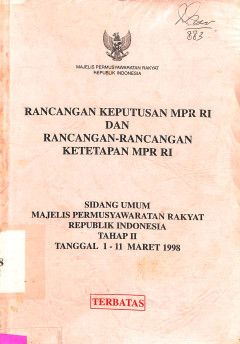 883
MAJELIS PERMUSYAWARATAN RAKYAT
REPUBLIK INDONESIA
RANCANGAN KEPUTUSAN MPR RI
DAN
RANCANGAN-RANCANGAN
KETETAPAN MPR RI
SIDANG UMUM
MAJELIS PERMUSYAWARATAN RAKYAT
REPUBLIK INDONESIA
TAHAP II
TANGGAL 1 - 11 MARET 1998
TERBATAS